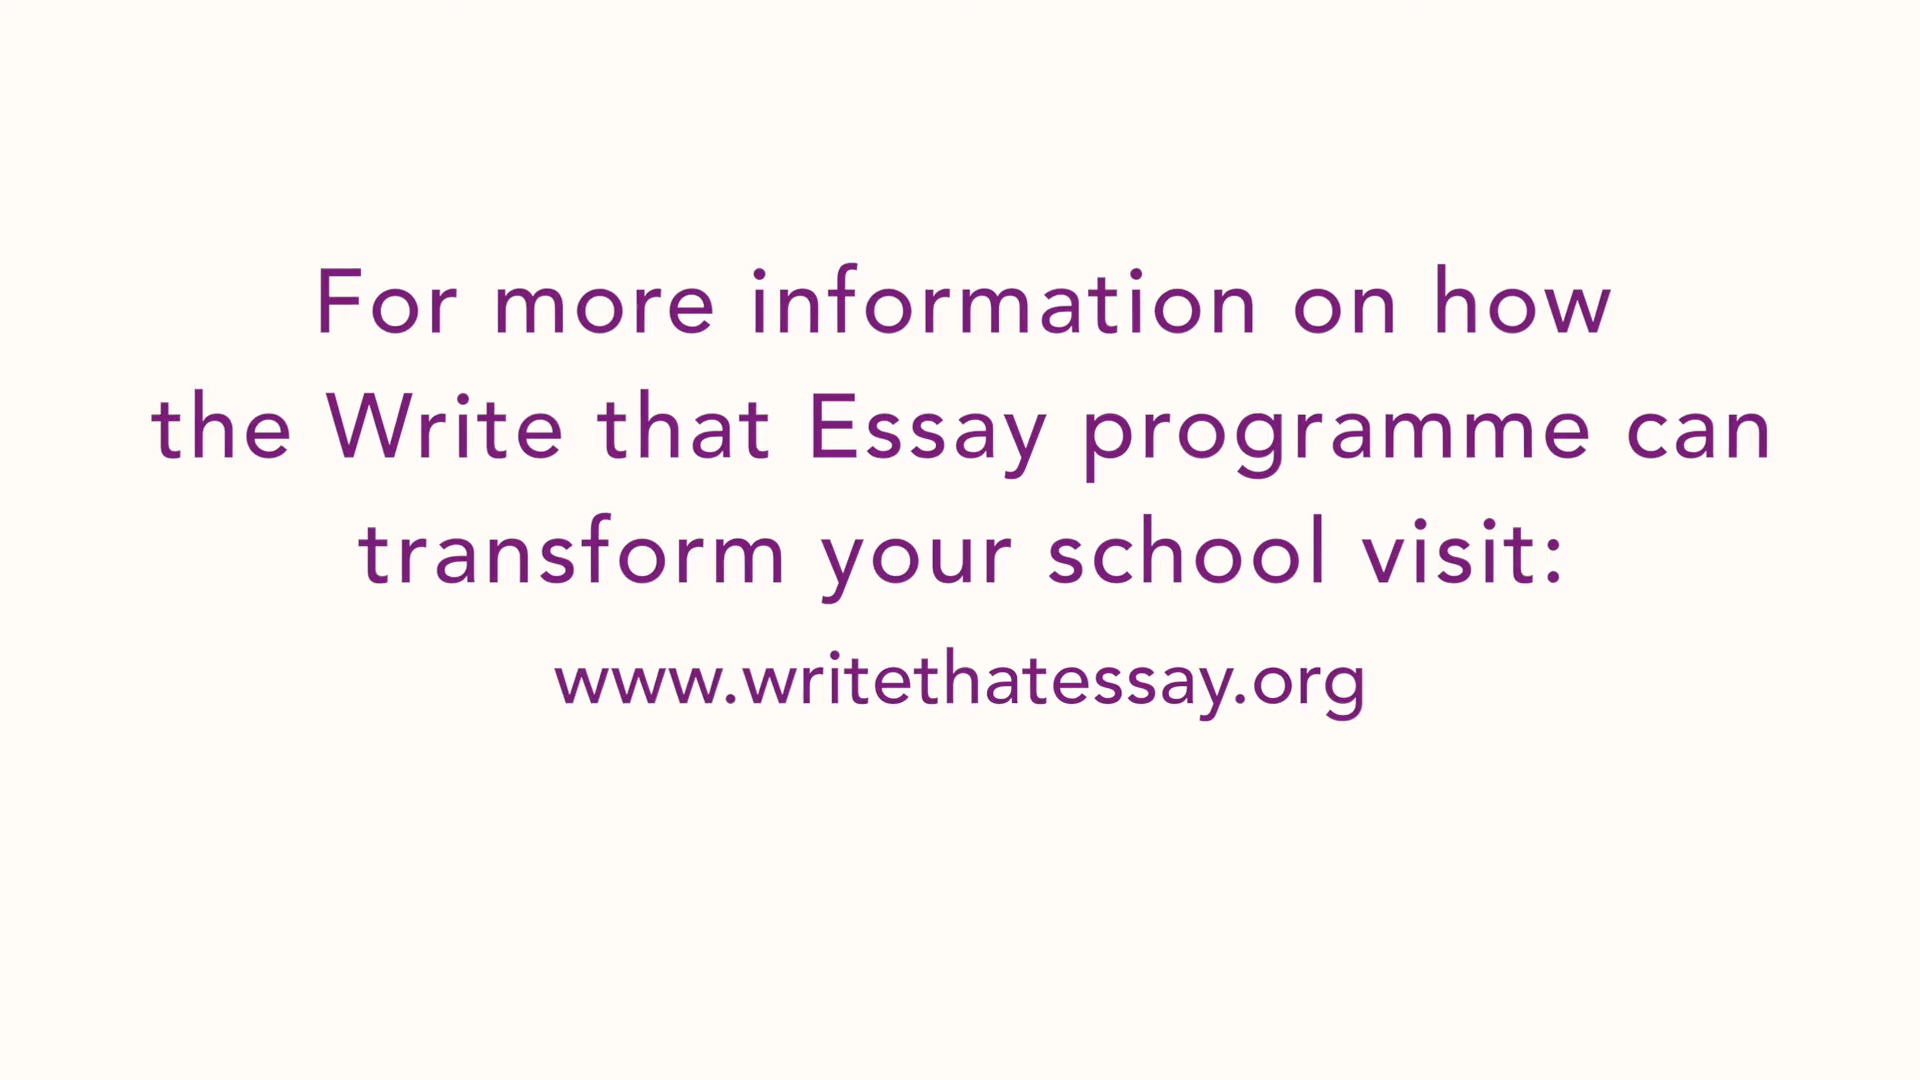 For more information on how
the Write that Essay programme can
transform your school visit:
www.writethatessay.org